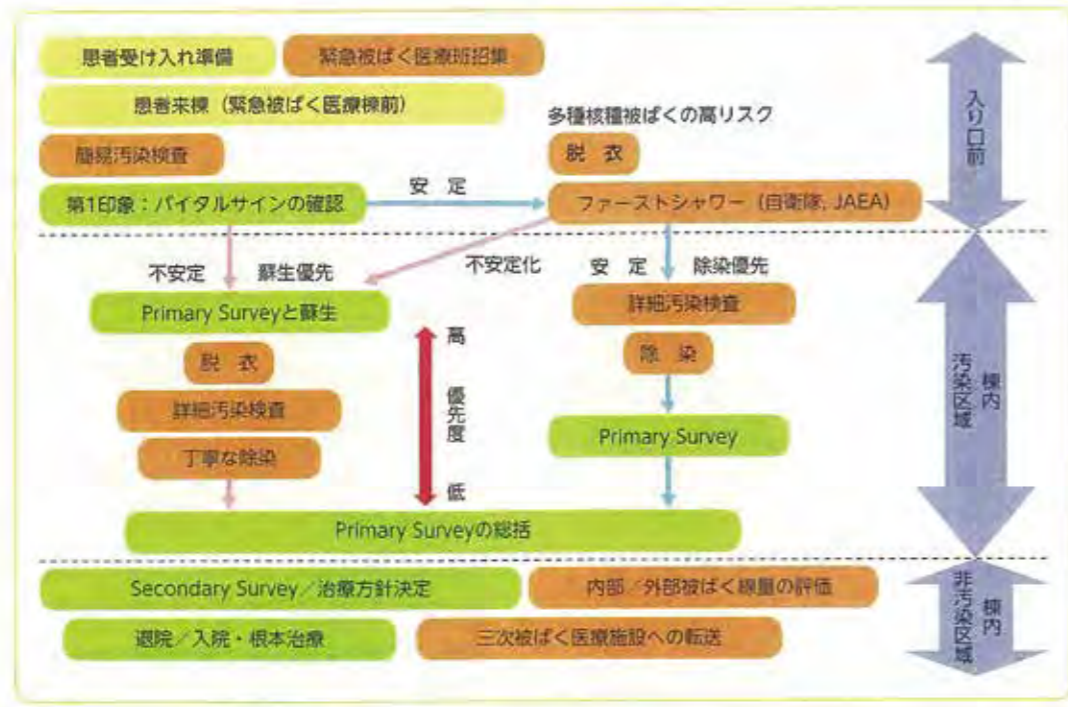 患者受け入れ準備
緊急被ばく医療班招集
患者来棟（緊急被ばく医療棟前）
多種核種被ばくの高リスク
簡易汚染検査
脱 衣
第1印象：バイタルサインの確認
安 定
ファーストシャワー（自衛隊, JAEA）
入り口前
不安定
蘇生優先
不安定化
安 定
除染優先
Primary Surveyと蘇生
詳細汚染検査
高
脱 衣
除 染
詳細汚染検査
優先度
Primary Survey
丁寧な除染
低
Primary Surveyの総括
棟内
汚染区域
Secondary Survey／治療方針決定
内部／外部被ばく線量の評価
退院／入院・根本治療
三次被ばく医療施設への転送
棟内
非汚染区域